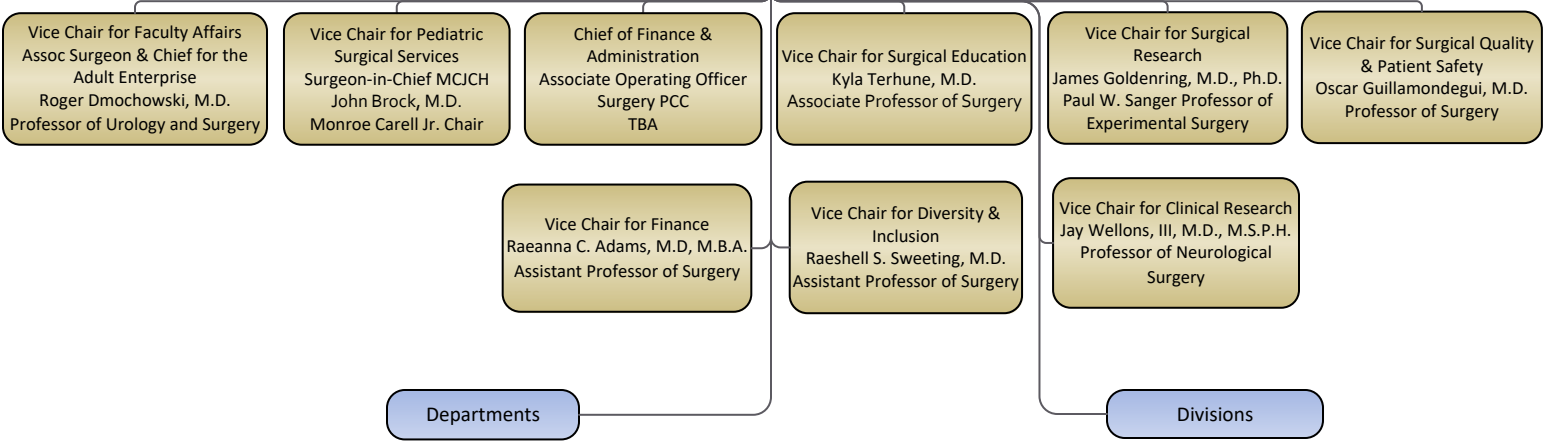 Vice Chair for Faculty Affairs
Assoc Surgeon & Chief for the
Adult Enterprise
Roger Dmochowski, M.D.
Professor of Urology and Surgery
Vice Chair for Pediatric
Surgical Services
Surgeon-in-Chief MCJCH
John Brock, M.D.
Monroe Carell Jr. Chair
Chief of Finance &
Administration
Associate Operating Officer
Surgery PCC
TBA
Vice Chair for Surgical Education
Kyla Terhune, M.D.
Associate Professor of Surgery
Vice Chair for Surgical
Research
James Goldenring, M.D., Ph.D.
Paul W. Sanger Professor of
Experimental Surgery
Vice Chair for Surgical Quality
& Patient Safety
Oscar Guillamondegui, M.D.
Professor of Surgery
Vice Chair for Finance
Raeanna C. Adams, M.D, M.B.A.
Assistant Professor of Surgery
Vice Chair for Diversity &
Inclusion
Raeshell S. Sweeting, M.D.
Assistant Professor of Surgery
Vice Chair for Clinical Research
Jay Wellons, III, M.D., M.S.P.H.
Professor of Neurological
Surgery
Departments
Divisions